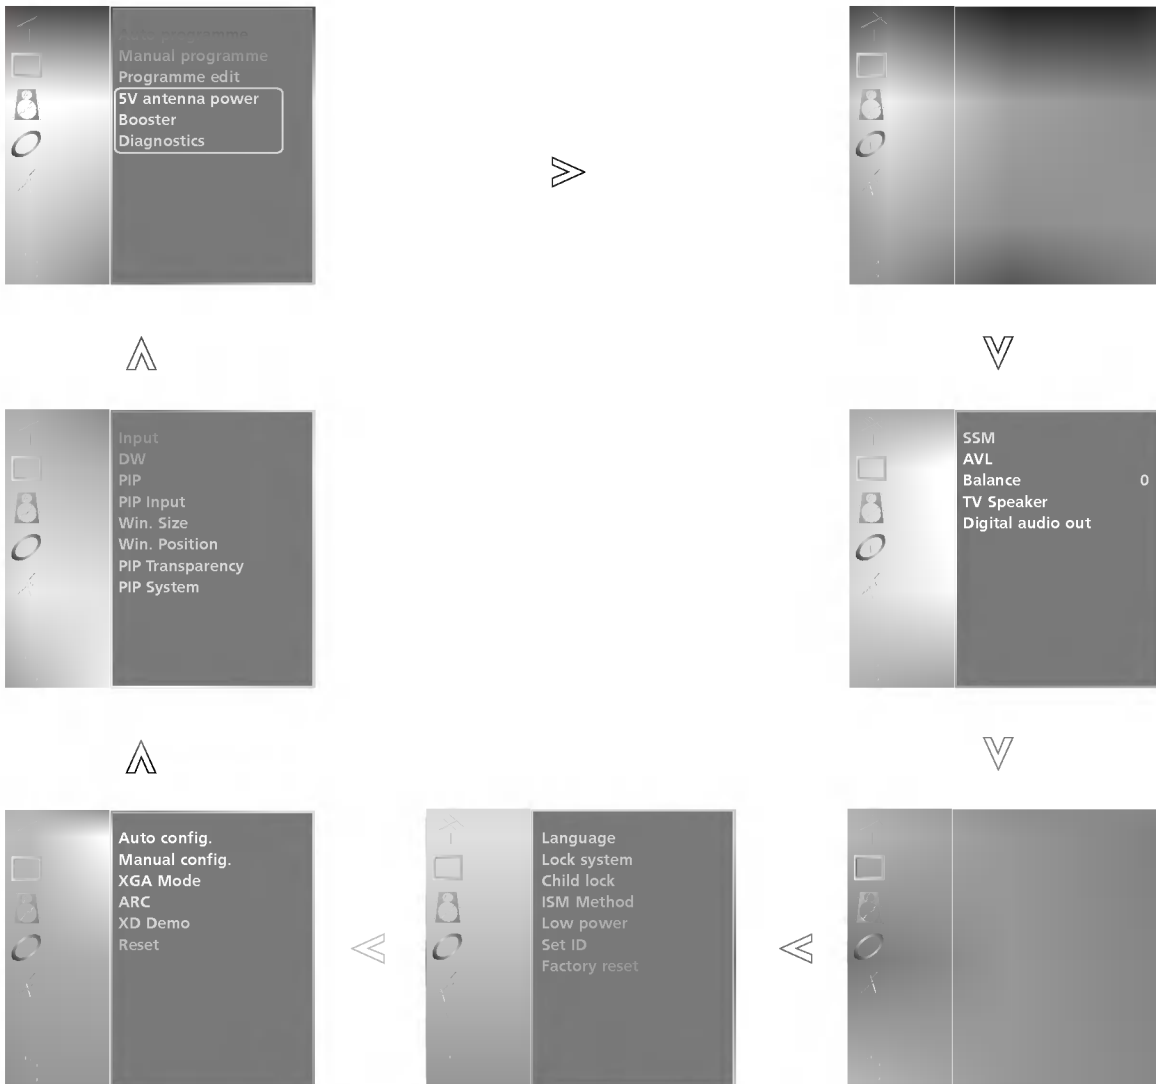 Auto programme
Manual programme
Programme edit
5V antenna power
Booster
Diagnostics
Input
DW
PIP
PIP Input
Win. Size
Win. Position
PIP Transparency
PIP System
SSM
AVL
Balance 0
TV Speaker
Digital audio out
Auto config.
Manual config.
XGA Mode
ARC
XD Demo
Reset
Language
Lock system
Child lock
ISM Method
Low power
Set ID
Factory reset